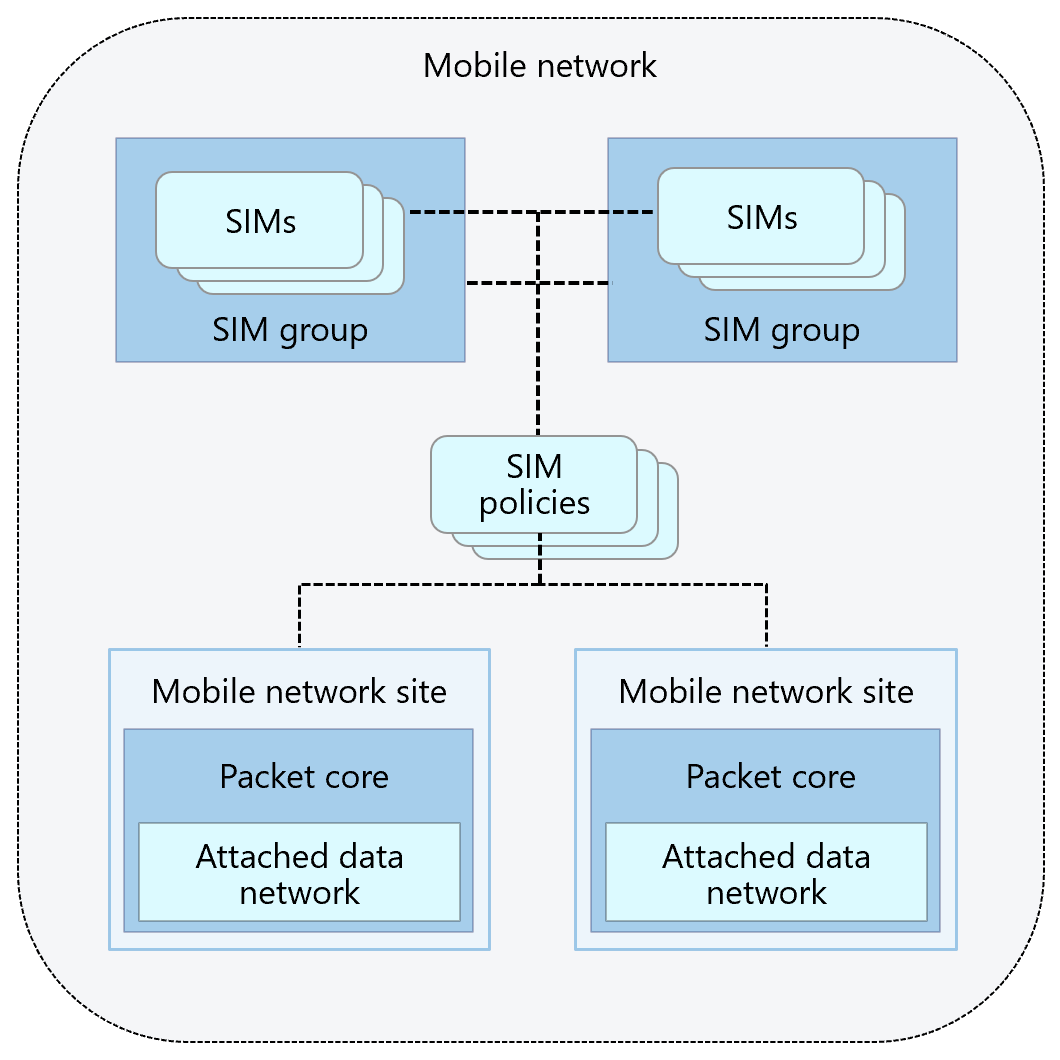 Mobile network
SIMs
SIM group
SIMs
SIM group
SIM
policies
Mobile network site
Packet core
Attached data
network
Mobile network site
Packet core
Attached data
network